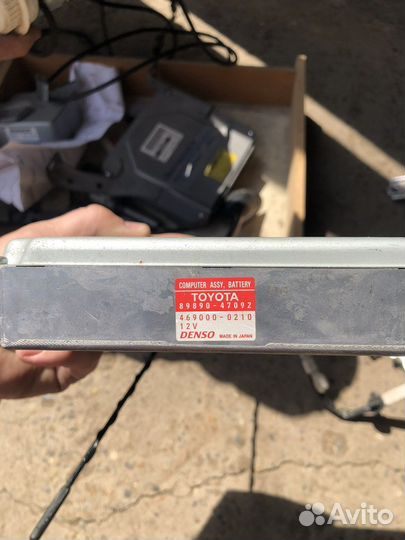 COMPUTER ASSY, BATTERY
TOYOTA
89890-47092
469000-0210
12V
DENSO MADE IN JAPAN
Avito